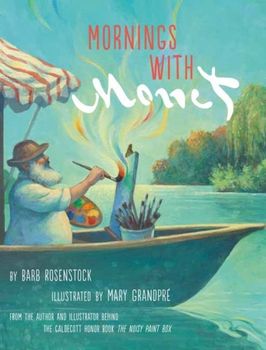 MORNINGS
WITH
Monet
BY BARB ROSENSTOCK
ILLUSTRATED BY MARY GRANDPRÉ
FROM THE AUTHOR AND ILLUSTRATOR BEHIND
THE CALDECOTT HONOR BOOK THE NOISY PAINT BOX